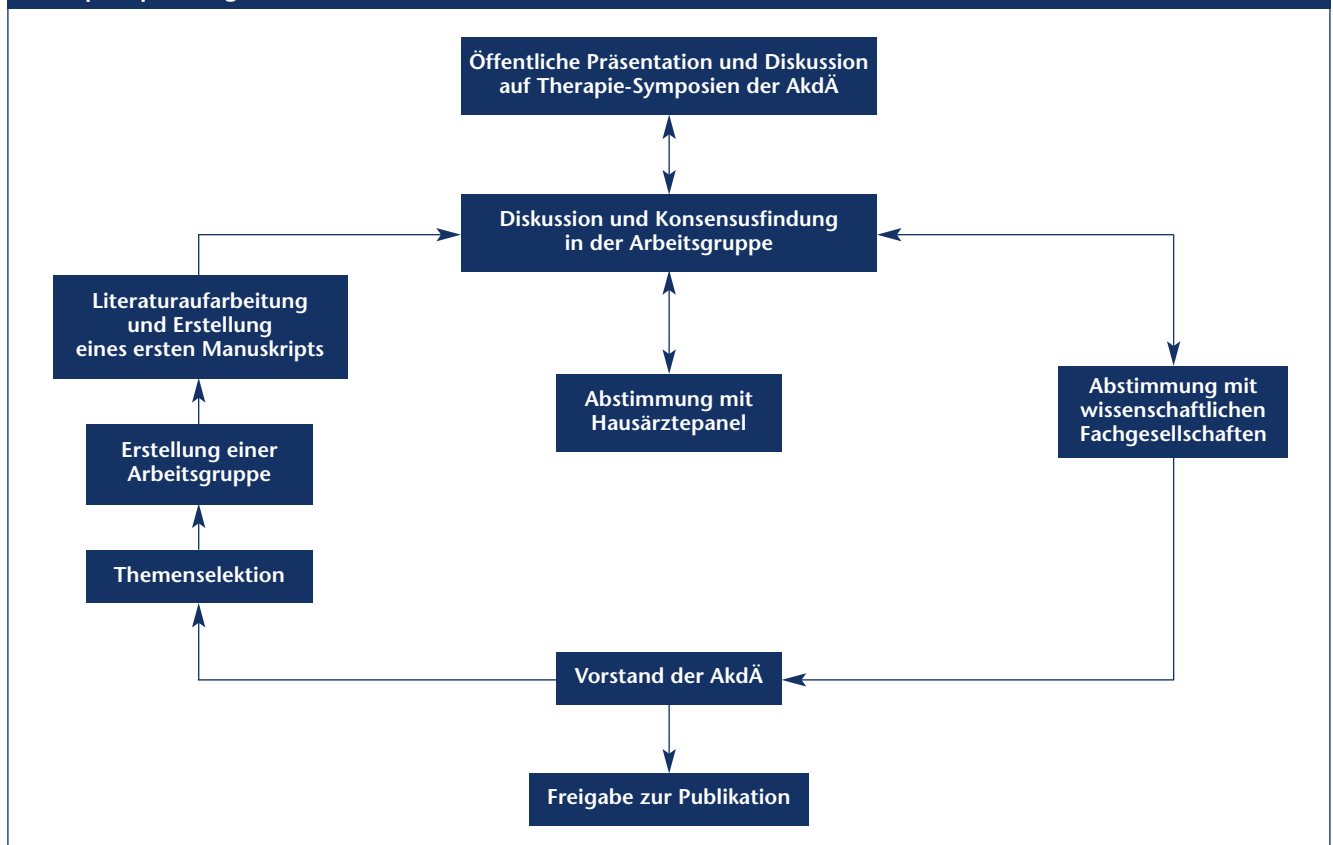 Öffentliche Präsentation und Diskussion
auf Therapie-Symposien der AkdÄ
Diskussion und Konsensusfindung
in der Arbeitsgruppe
Literaturaufarbeitung
und Erstellung
eines ersten Manuskripts
Abstimmung mit
Hausärztepanel
Abstimmung mit
wissenschaftlichen
Fachgesellschaften
Erstellung einer
Arbeitsgruppe
Themenselektion
Vorstand der AkdÄ
Freigabe zur Publikation